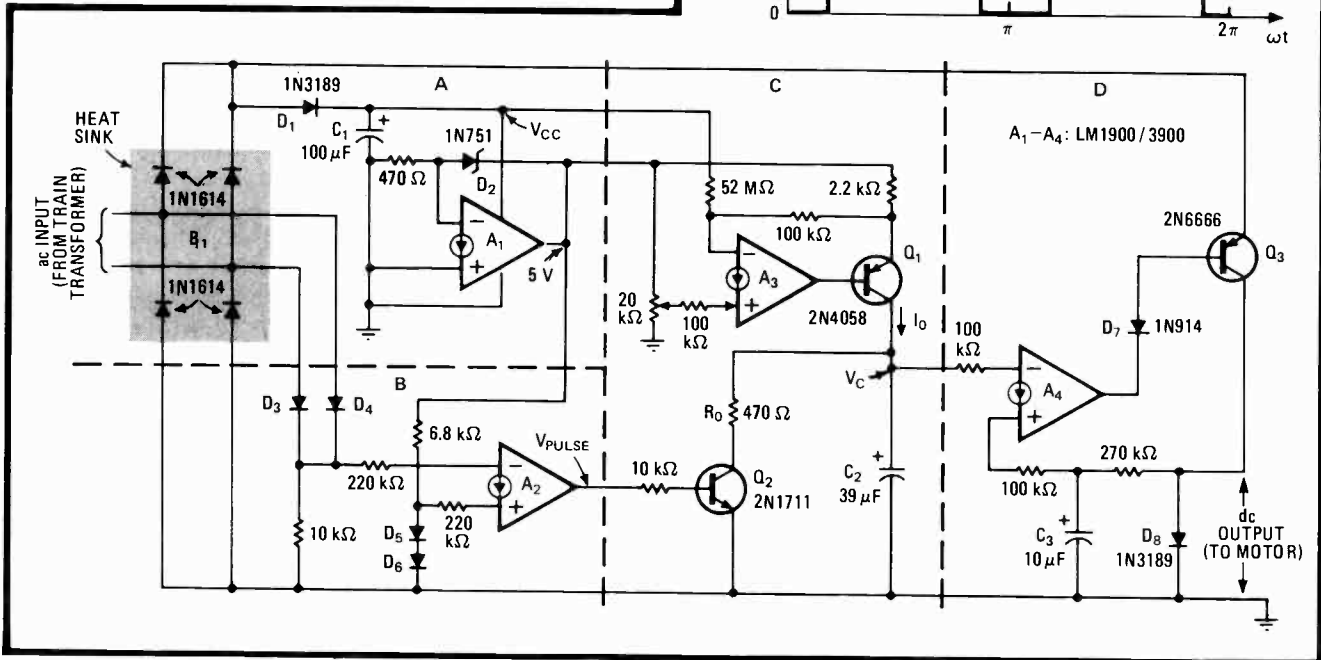 0
π
2π
ωt
A
C
D
1N3189
D1
HEAT
SINK
C1
100 μF
+
VCC
1N751
D2
470 Ω
A1–A4: LM1900 / 3900
52 MΩ
2.2 kΩ
100 kΩ
1N1614
B1
1N1614
ac INPUT
(FROM TRAIN
TRANSFORMER)
−
A1
+
5 V
−
A3
+
Q1
2N4058
I0
20
kΩ
100
kΩ
2N6666
Q3
D7
1N914
100
kΩ
VC
−
A4
+
B
D3
D4
6.8 kΩ
VPULSE
R0
470 Ω
220 kΩ
−
A2
+
10 kΩ
Q2
2N1711
+
C2
39 μF
270 kΩ
100 kΩ
220
kΩ
10 kΩ
D5
D6
+
C3
10 μF
D8
1N3189
dc
OUTPUT
(TO MOTOR)